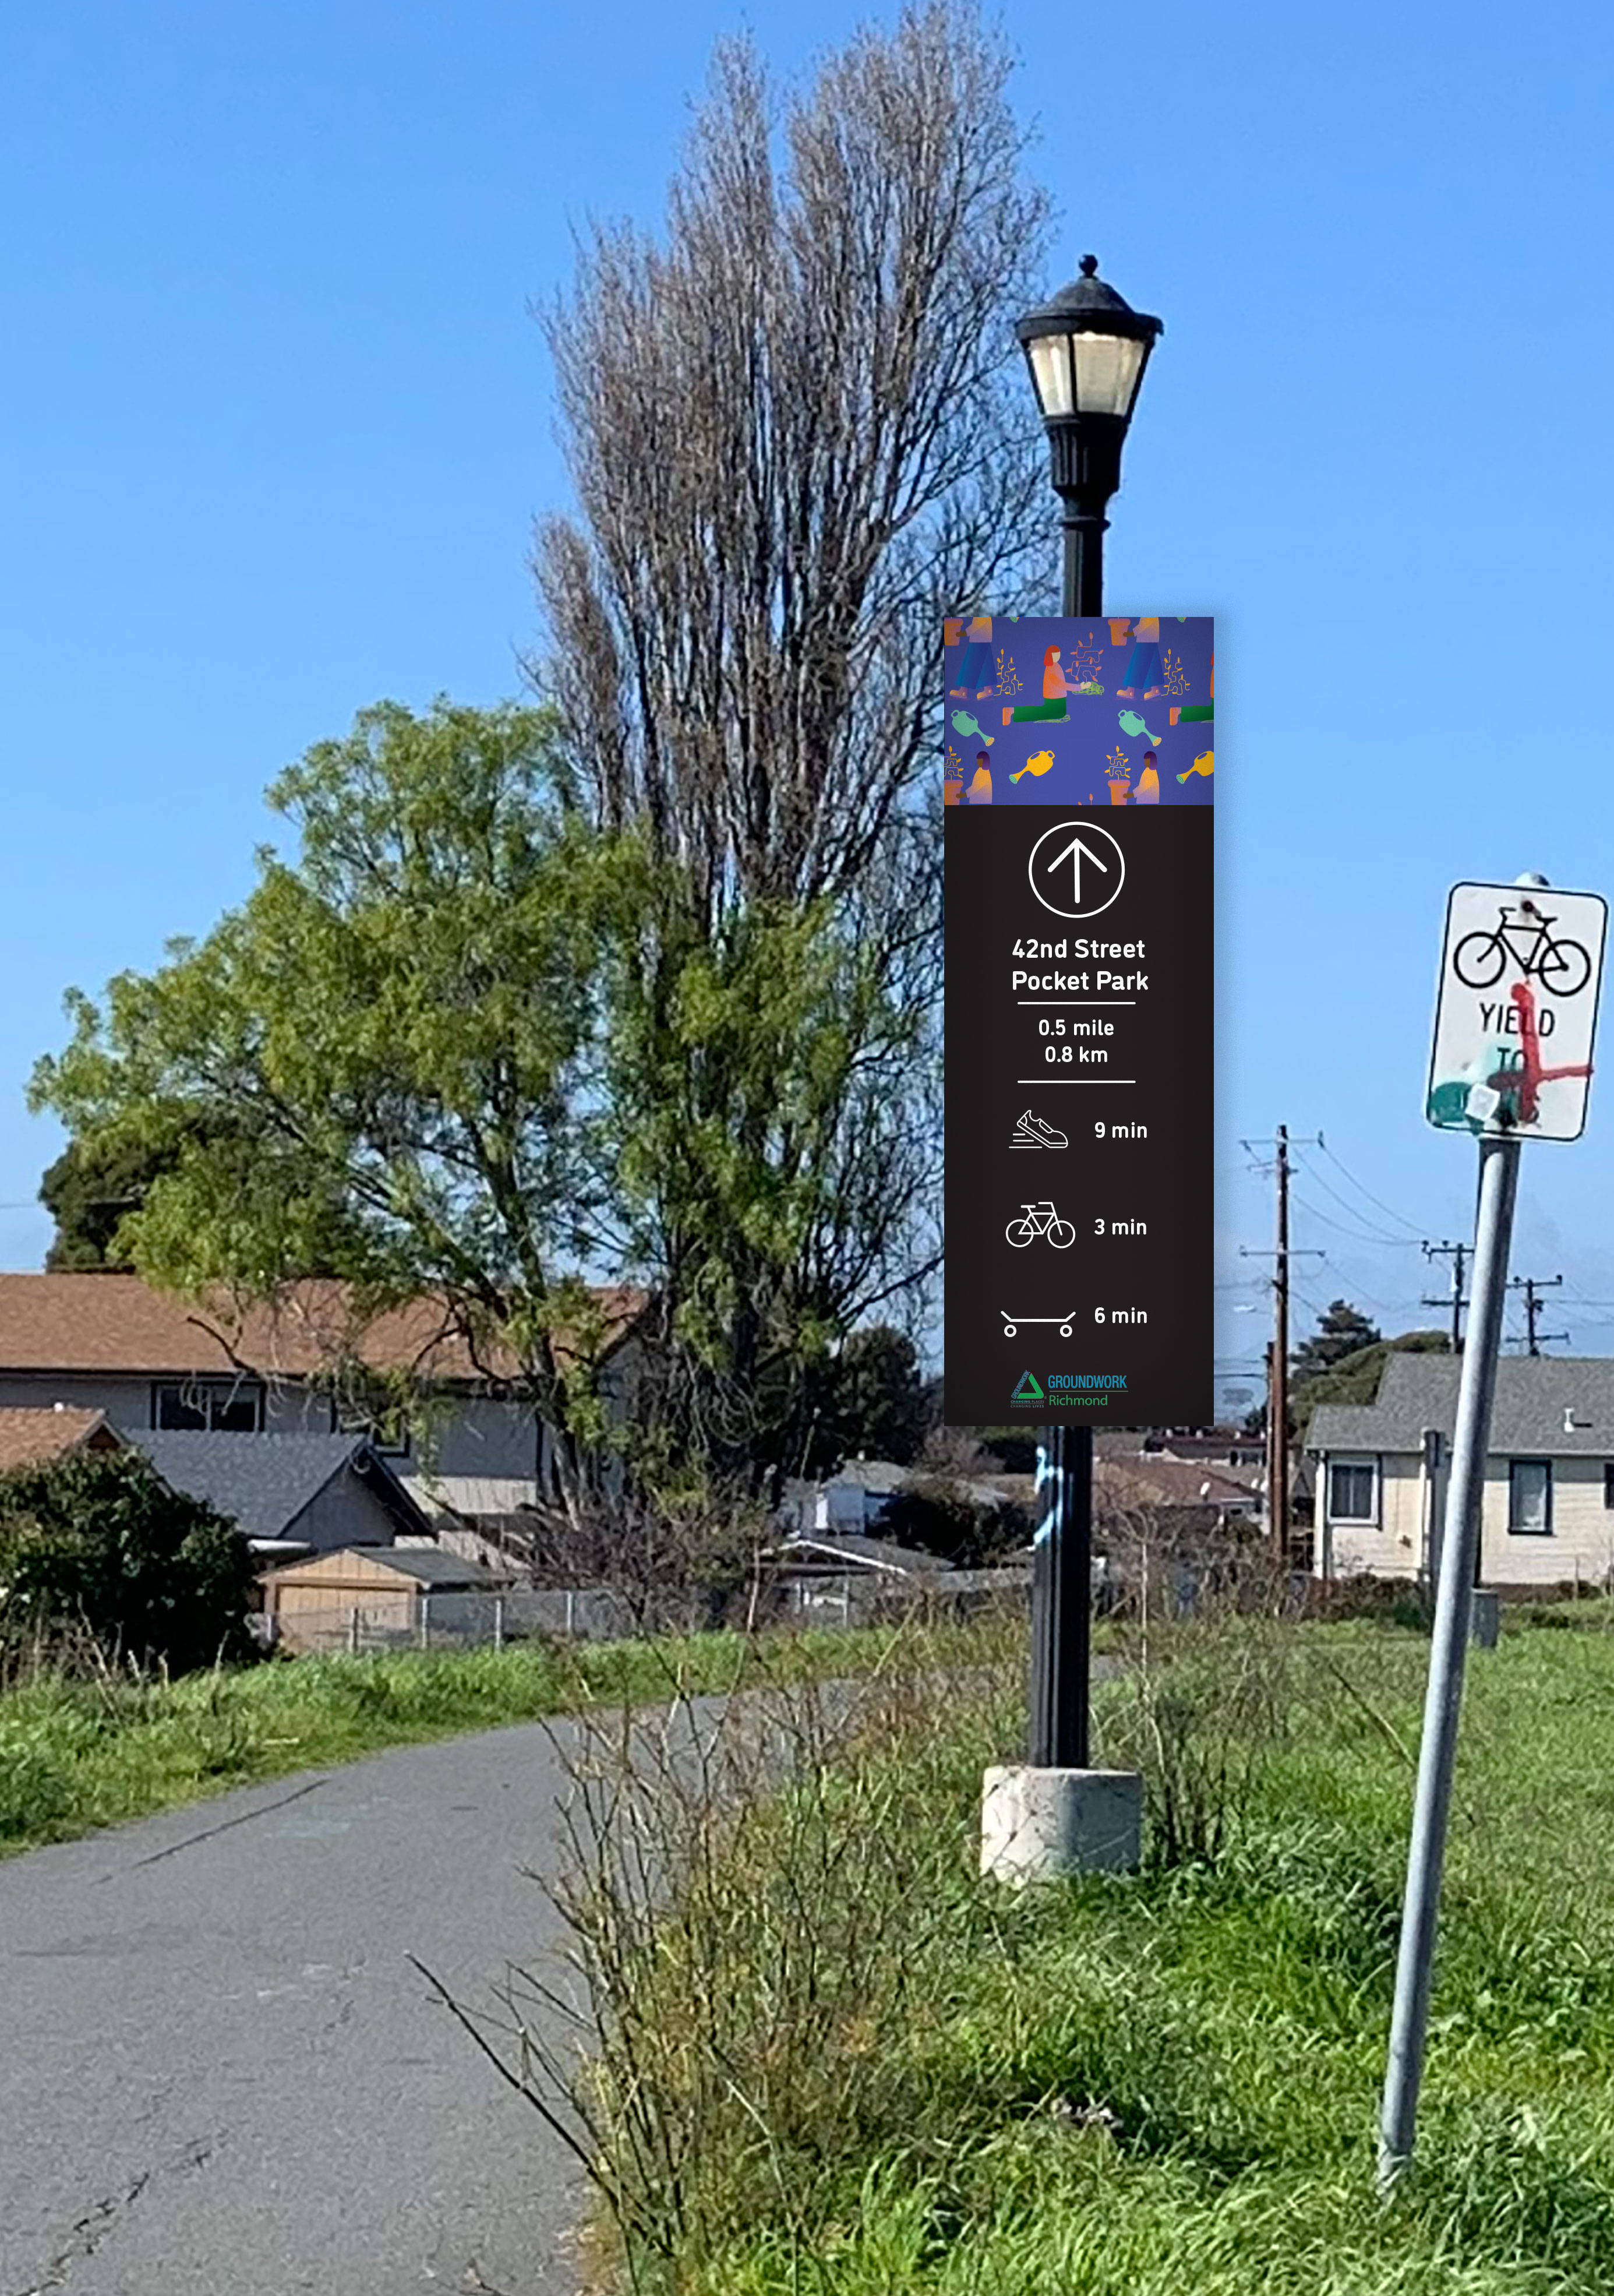 42nd Street
Pocket Park
0.5 mile
0.8 km
9 min
3 min
6 min
GROUNDWORK
Richmond
YIELD
TO